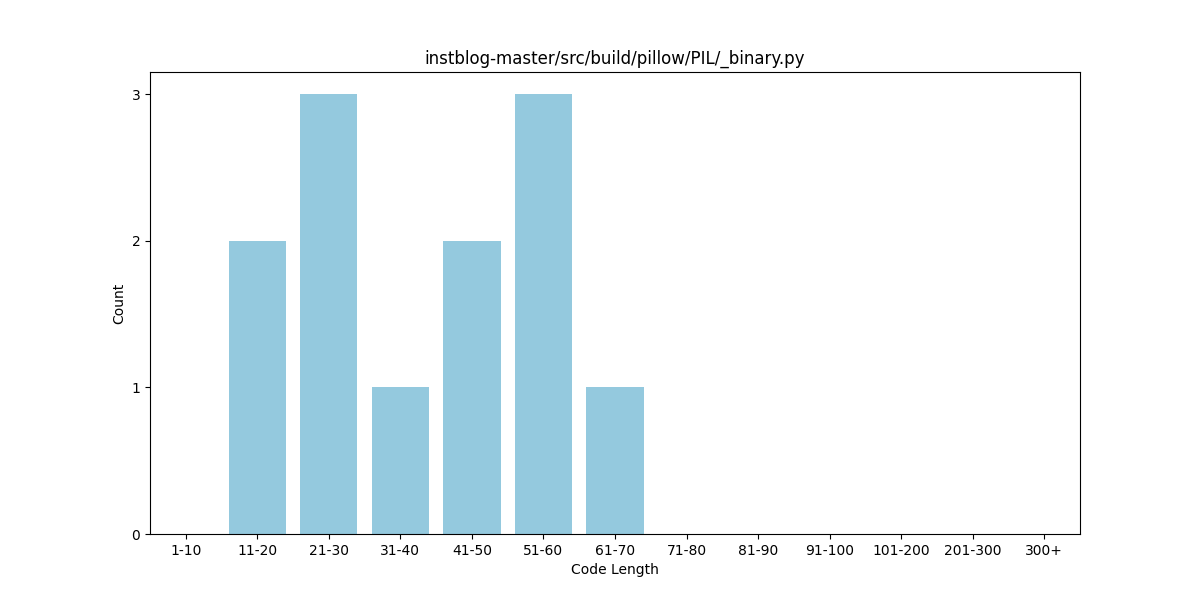 instblog-master/src/build/pillow/PIL/_binary.py
3
2
1
0
Count
1-10 11-20 21-30 31-40 41-50 51-60 61-70 71-80 81-90 91-100 101-200 201-300 300+
Code Length